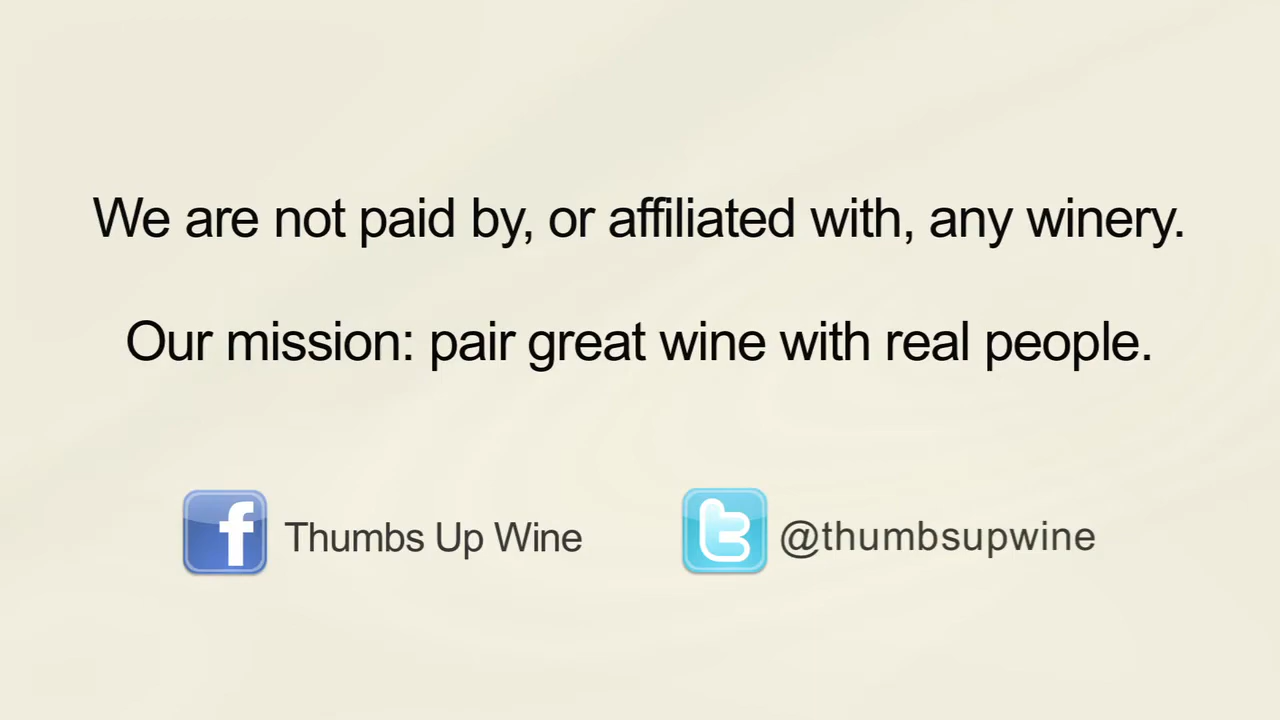 We are not paid by, or affiliated with, any winery.
Our mission: pair great wine with real people.
f Thumbs Up Wine t @thumbsupwine